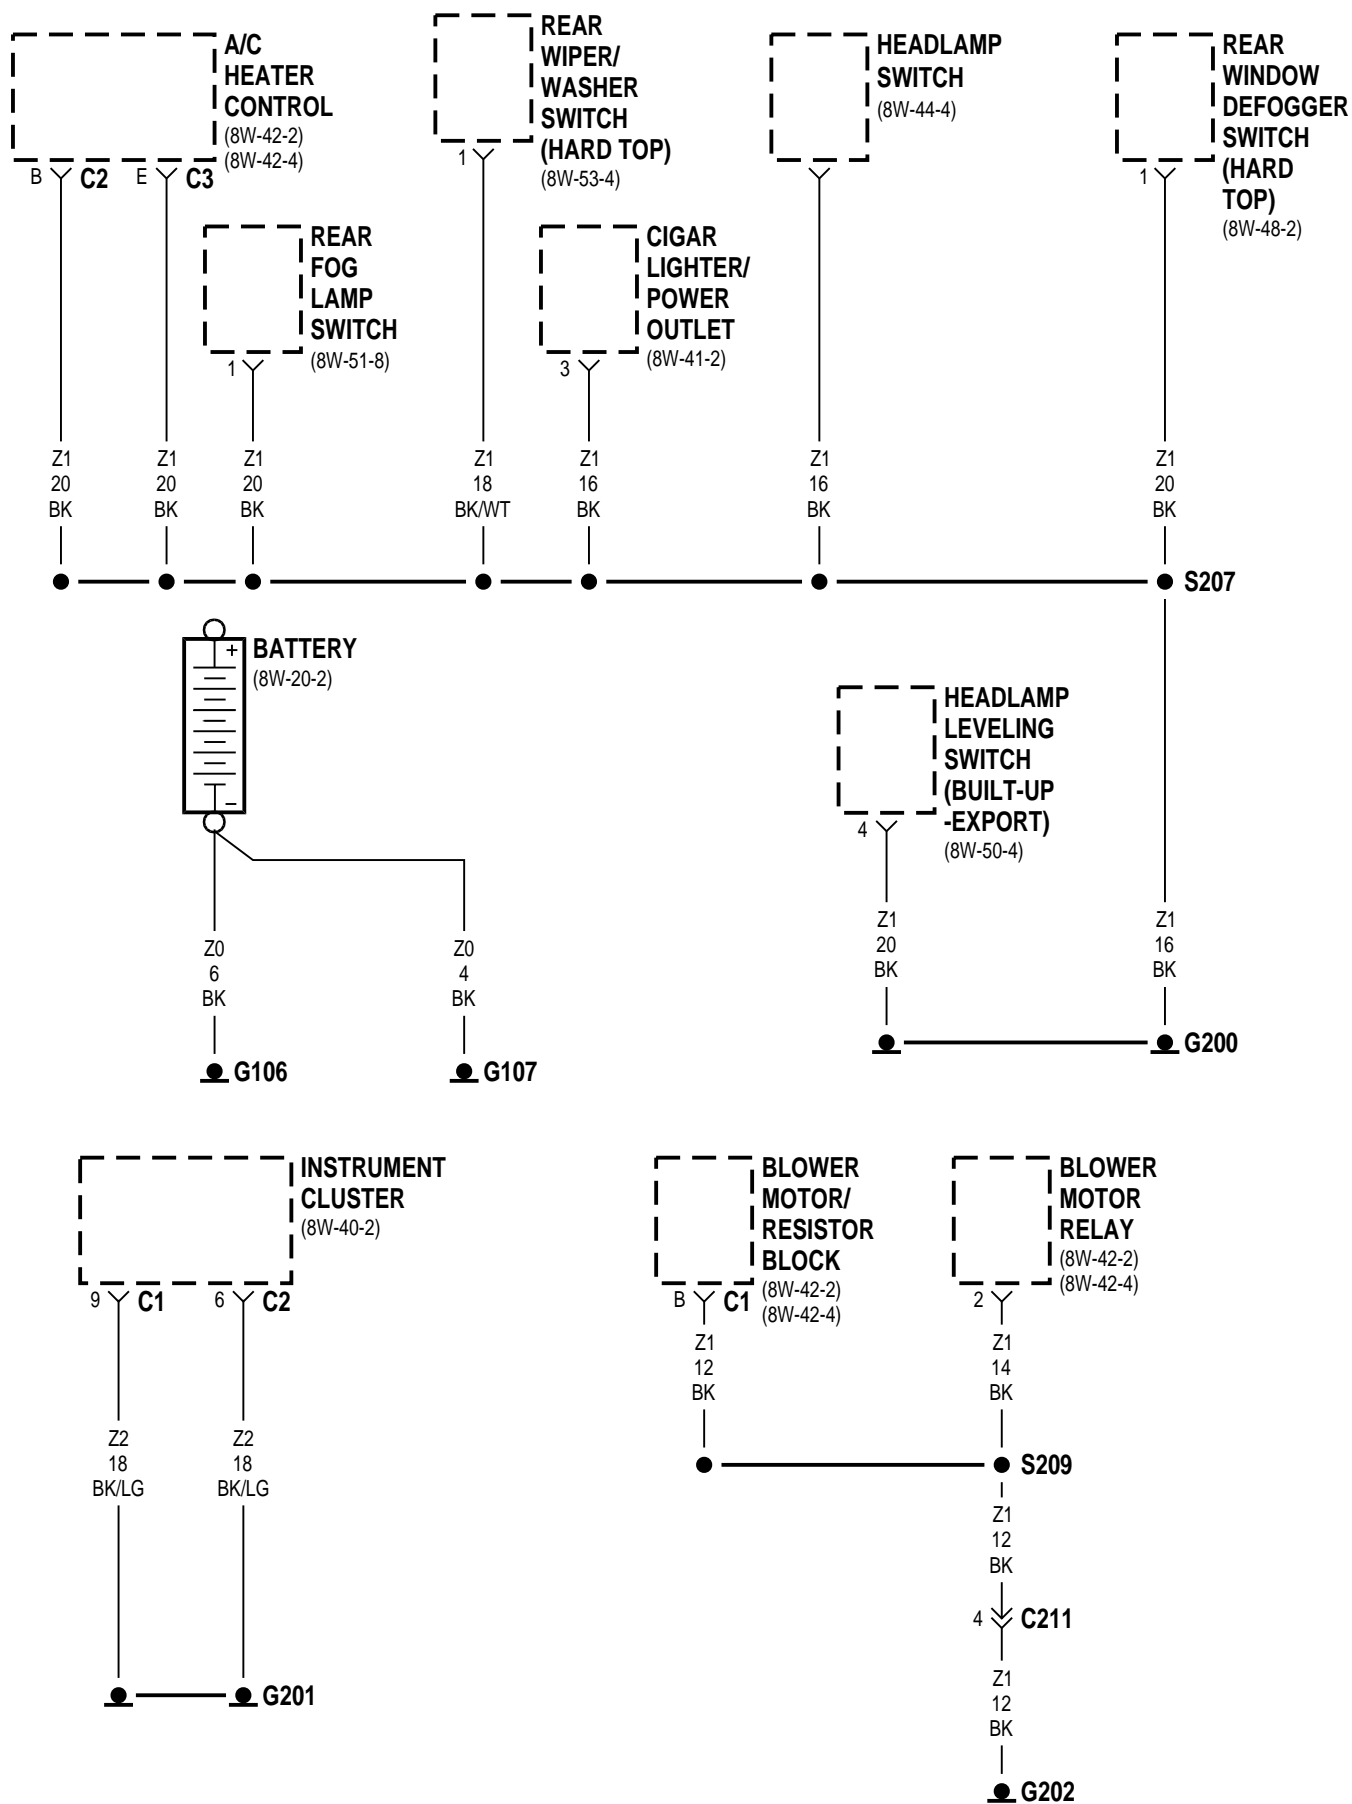 A/C
HEATER
CONTROL
(8W-42-2)
(8W-42-4)
B
C2
E
C3
REAR
WIPER/
WASHER
SWITCH
(HARD TOP)
(8W-53-4)
1
HEADLAMP
SWITCH
(8W-44-4)
REAR
WINDOW
DEFOGGER
SWITCH
(HARD
TOP)
(8W-48-2)
1
REAR
FOG
LAMP
SWITCH
(8W-51-8)
1
CIGAR
LIGHTER/
POWER
OUTLET
(8W-41-2)
3
Z1
20
BK
Z1
20
BK
Z1
20
BK
Z1
18
BK/WT
Z1
16
BK
Z1
16
BK
Z1
20
BK
S207
+
−
BATTERY
(8W-20-2)
HEADLAMP
LEVELING
SWITCH
(BUILT-UP
-EXPORT)
(8W-50-4)
4
Z1
20
BK
Z1
16
BK
Z0
6
BK
Z0
4
BK
G200
G106
G107
INSTRUMENT
CLUSTER
(8W-40-2)
9
C1
6
C2
BLOWER
MOTOR/
RESISTOR
BLOCK
(8W-42-2)
(8W-42-4)
B
C1
BLOWER
MOTOR
RELAY
(8W-42-2)
(8W-42-4)
2
Z1
12
BK
Z1
14
BK
Z2
18
BK/LG
Z2
18
BK/LG
S209
Z1
12
BK
4
C211
G201
Z1
12
BK
G202